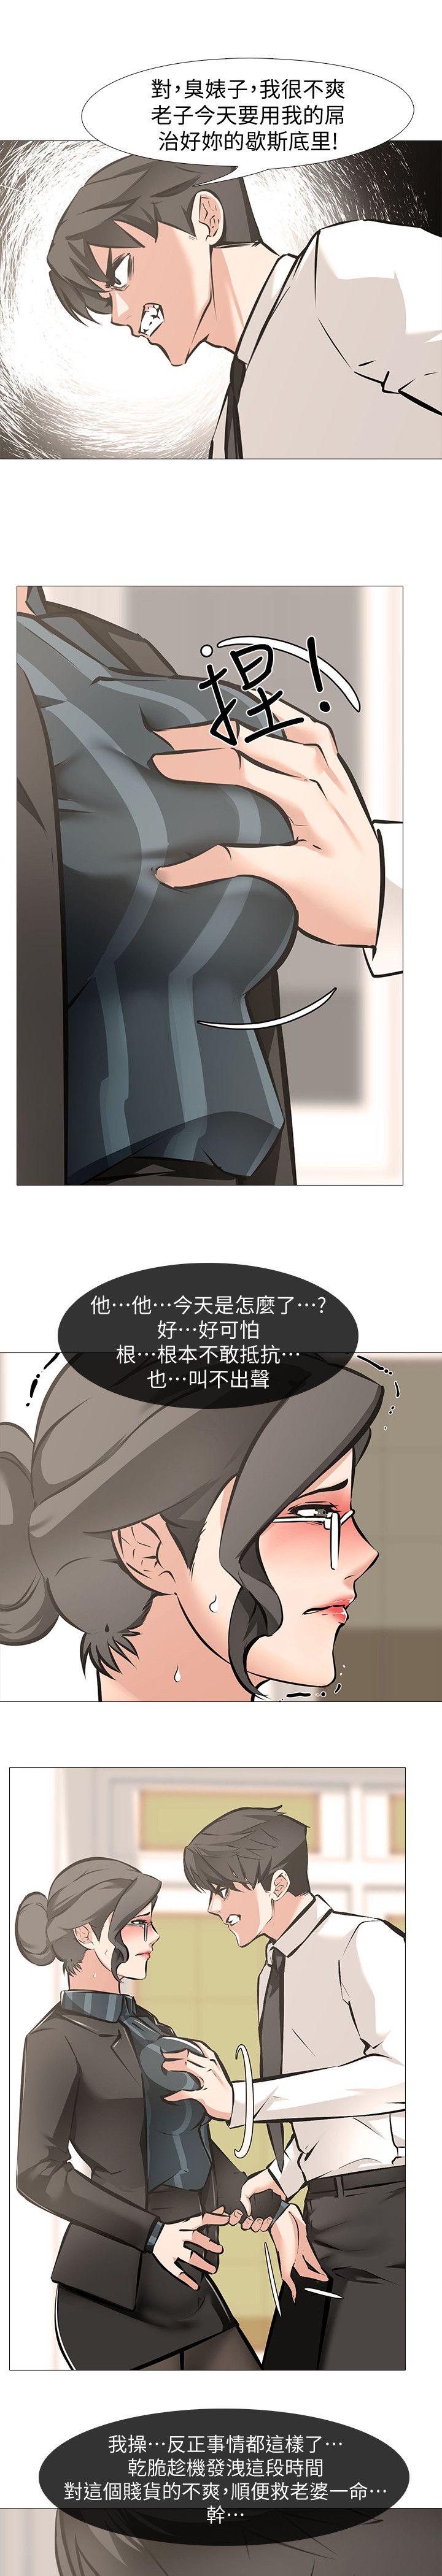 對，臭婊子，我很不爽
老子今天要用我的屌
治好妳的歇斯底里！
捏！
他…他…今天是怎麼了…?
好…好可怕
根…根本不敢抵抗…
也…叫不出聲
我操…反正事情都這樣了…
乾脆趁機發洩這段時間
對這個賤貨的不爽，順便救老婆一命…
幹…